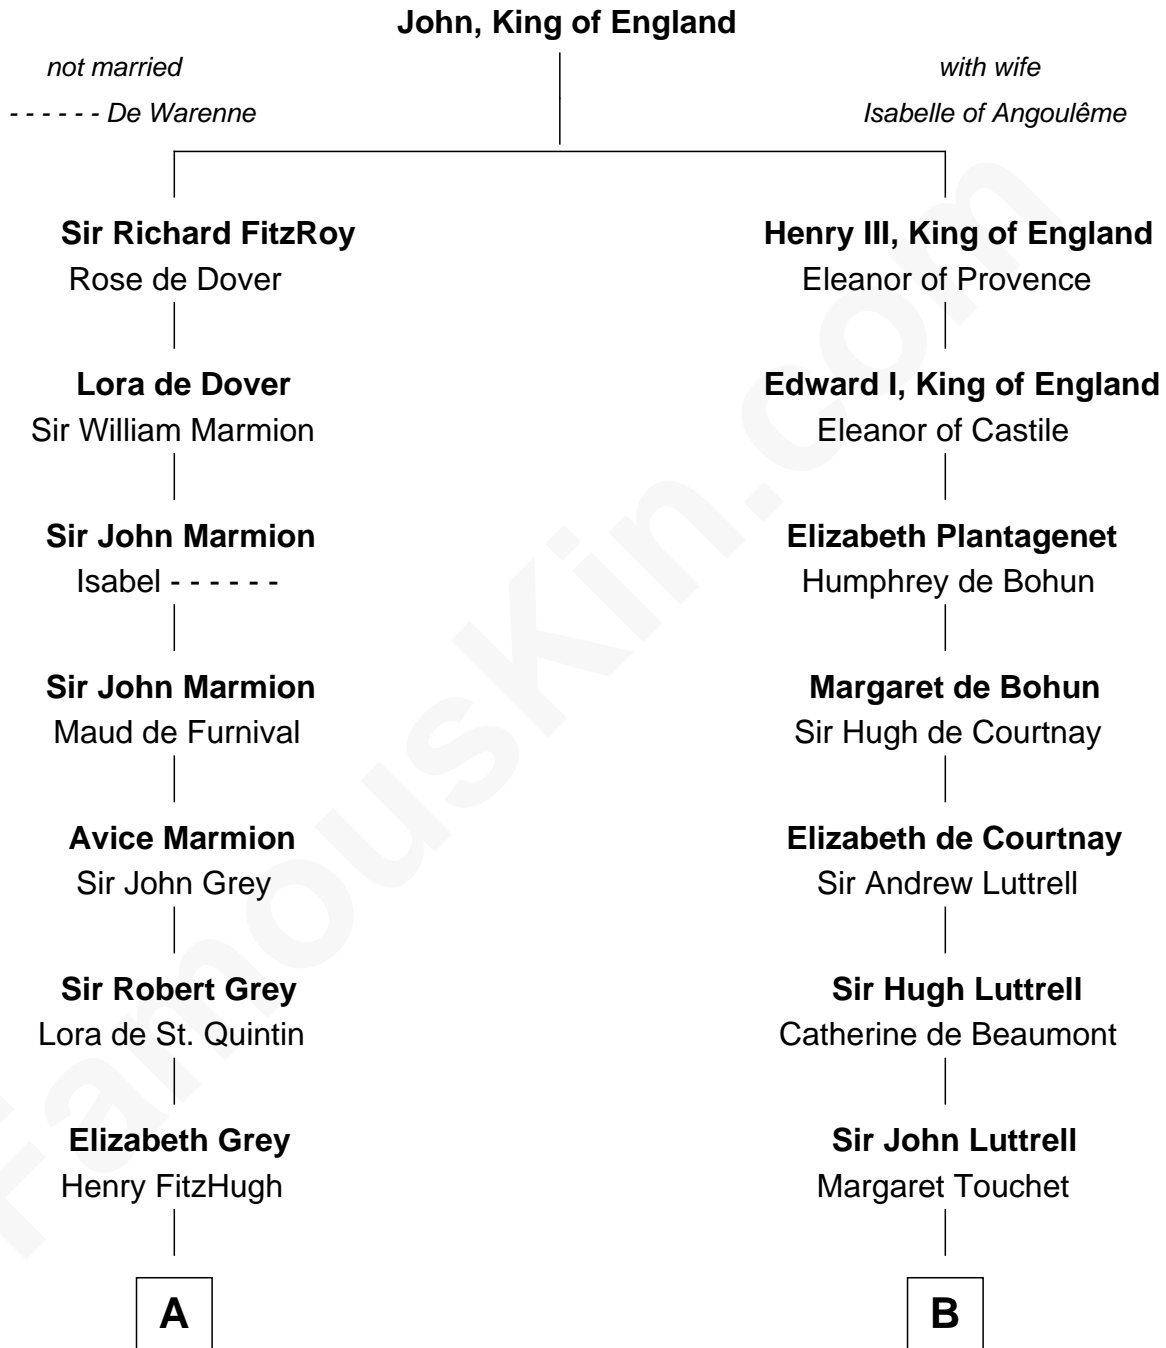 John, King of England
not married
with wife
- - - - - - De Warenne
Isabelle of Angoulême
Sir Richard FitzRoy
Rose de Dover
Henry III, King of England
Eleanor of Provence
Lora de Dover
Sir William Marmion
Edward I, King of England
Eleanor of Castile
Sir John Marmion
Isabel - - - - - -
Elizabeth Plantagenet
Humphrey de Bohun
Sir John Marmion
Maud de Furnival
Margaret de Bohun
Sir Hugh de Courtnay
Avice Marmion
Sir John Grey
Elizabeth de Courtnay
Sir Andrew Luttrell
Sir Robert Grey
Lora de St. Quintin
Sir Hugh Luttrell
Catherine de Beaumont
Elizabeth Grey
Henry FitzHugh
Sir John Luttrell
Margaret Touchet
A
B
FamousKin.com